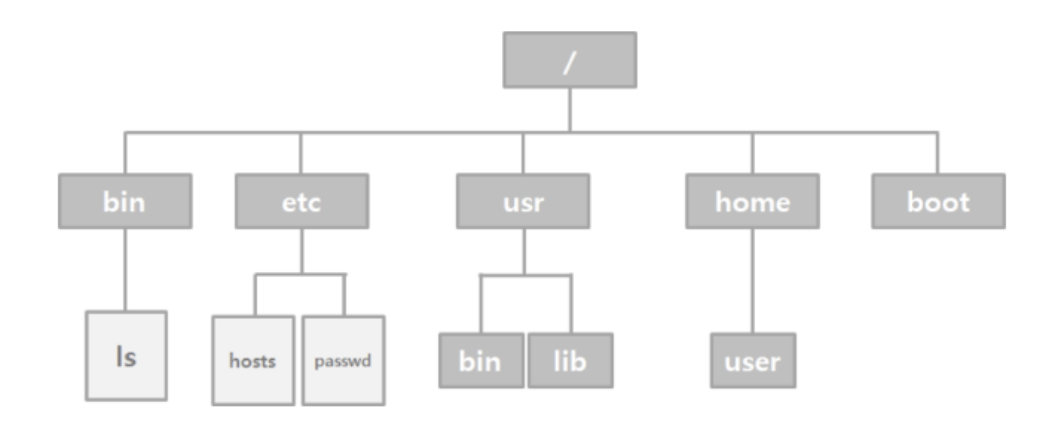 /
bin etc usr home boot
ls hosts passwd bin lib user